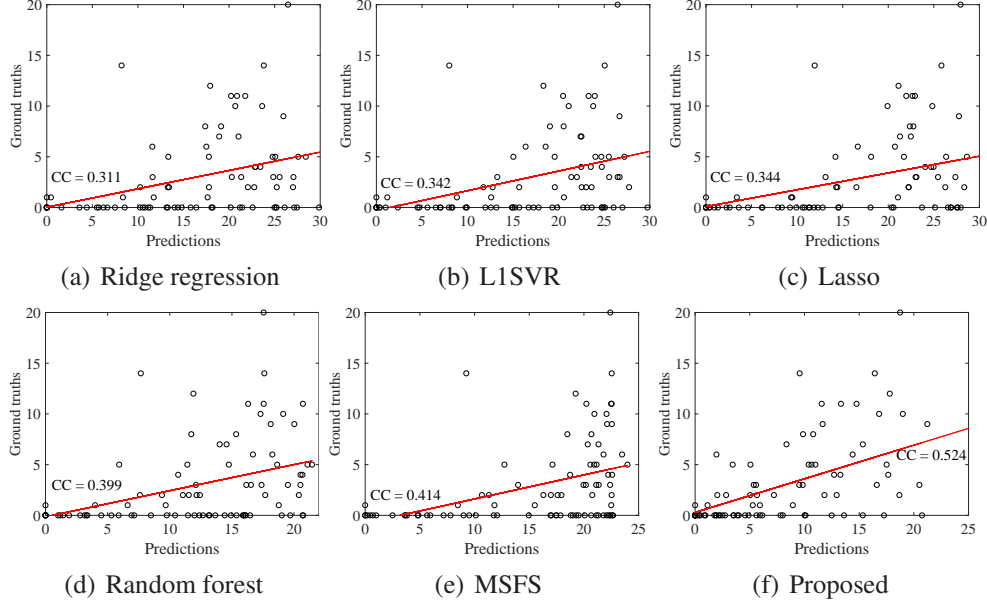 20
15
10
5
0
Ground truths
CC = 0.311
0 5 10 15 20 25 30
Predictions
(a) Ridge regression
20
15
10
5
0
Ground truths
CC = 0.342
0 5 10 15 20 25 30
Predictions
(b) L1SVR
20
15
10
5
0
Ground truths
CC = 0.344
0 5 10 15 20 25 30
Predictions
(c) Lasso
20
15
10
5
0
Ground truths
CC = 0.399
0 5 10 15 20
Predictions
(d) Random forest
20
15
10
5
0
Ground truths
CC = 0.414
0 5 10 15 20 25
Predictions
(e) MSFS
20
15
10
5
0
Ground truths
CC = 0.524
0 5 10 15 20 25
Predictions
(f) Proposed